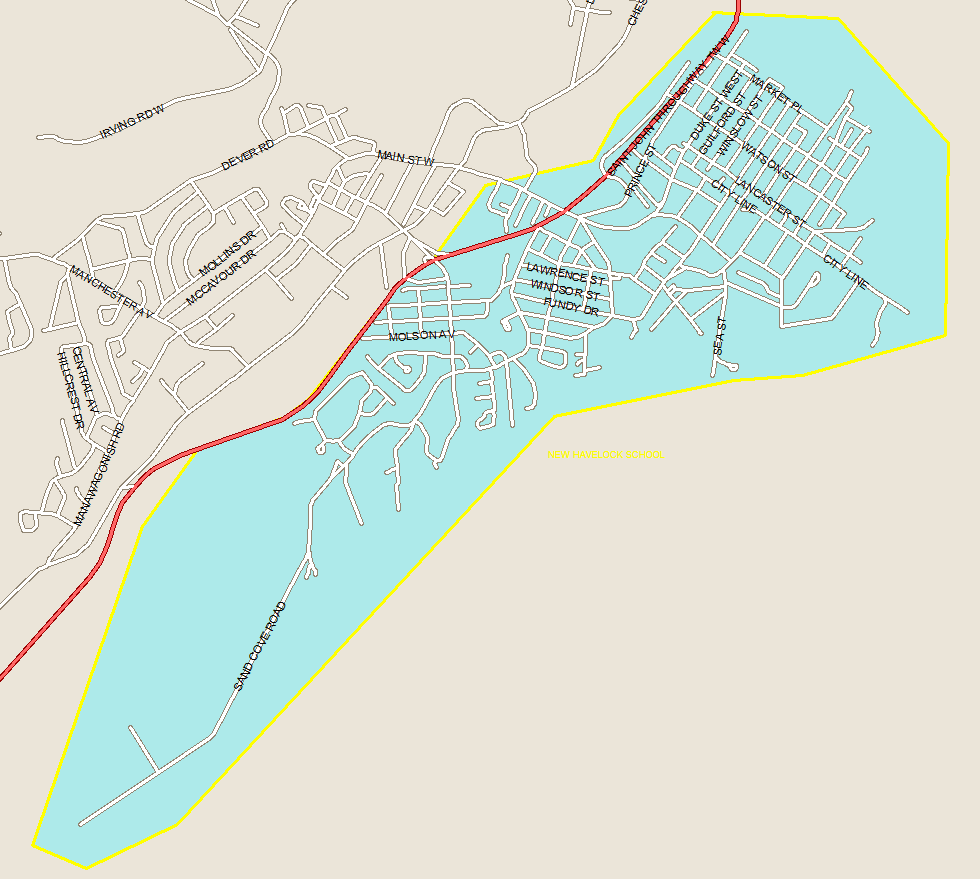 CHES
IRVING RD W
DEVER RD
MAIN ST W
SAINT JOHN THROUGHWAY
W
MARKET PL
DUKE ST WEST
GUILFORD ST
WINSLOW ST
WATSON ST
PRINCE ST
LANCASTER ST
CITY LINE
CITY LINE
MOLLINS DR
MCCAVOUR DR
MANCHESTER AV
LAWRENCE ST
WINDSOR ST
FUNDY DR
MOLSON AV
SEA ST
CENTRAL AV
HILLCREST DR
MANAWAGONISH RD
SAND COVE ROAD